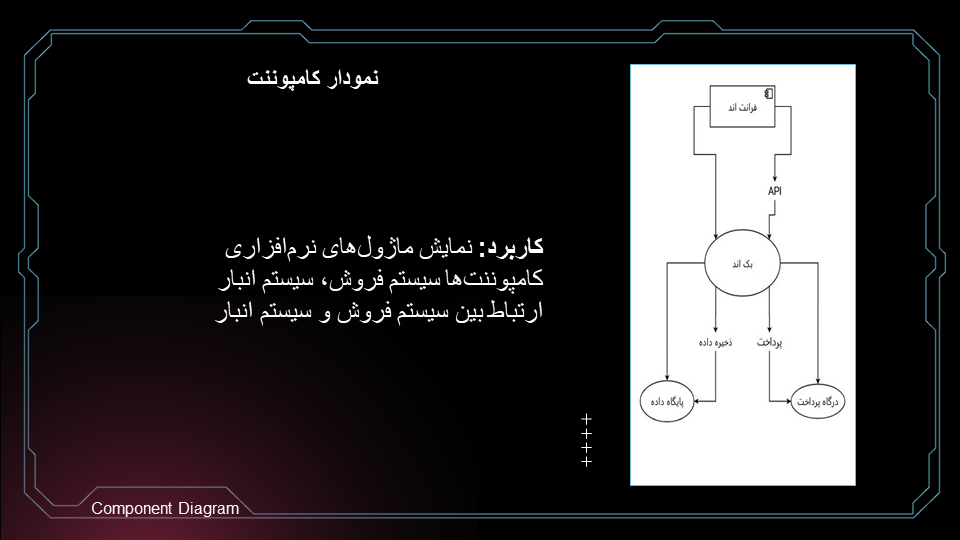 نمودار کامپوننت
کاربرد: نمایش ماژول‌های نرم‌افزاری
کامپوننت‌ها سیستم فروش، سیستم انبار
ارتباط بین سیستم فروش و سیستم انبار
فرانت اند
API
بک اند
ذخیره داده
پرداخت
پایگاه داده
درگاه پرداخت
Component Diagram